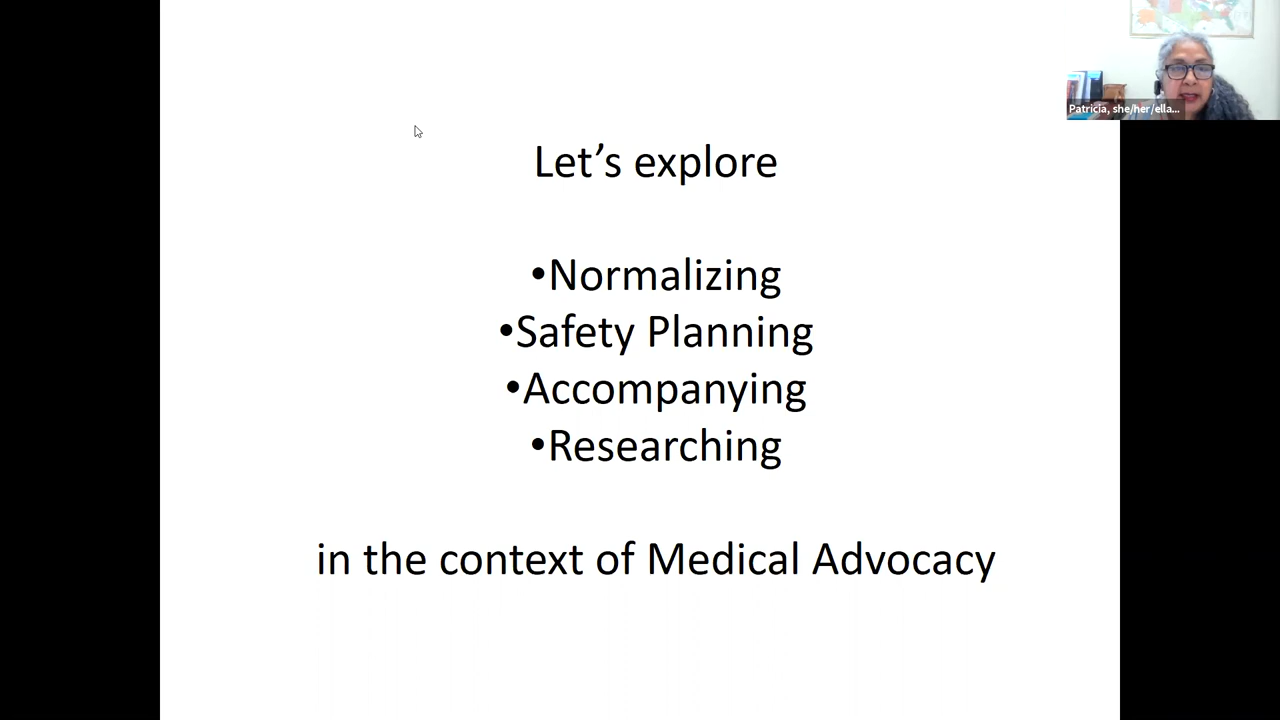 Patricia, she/her/ella...
Let’s explore
•Normalizing
•Safety Planning
•Accompanying
•Researching
in the context of Medical Advocacy